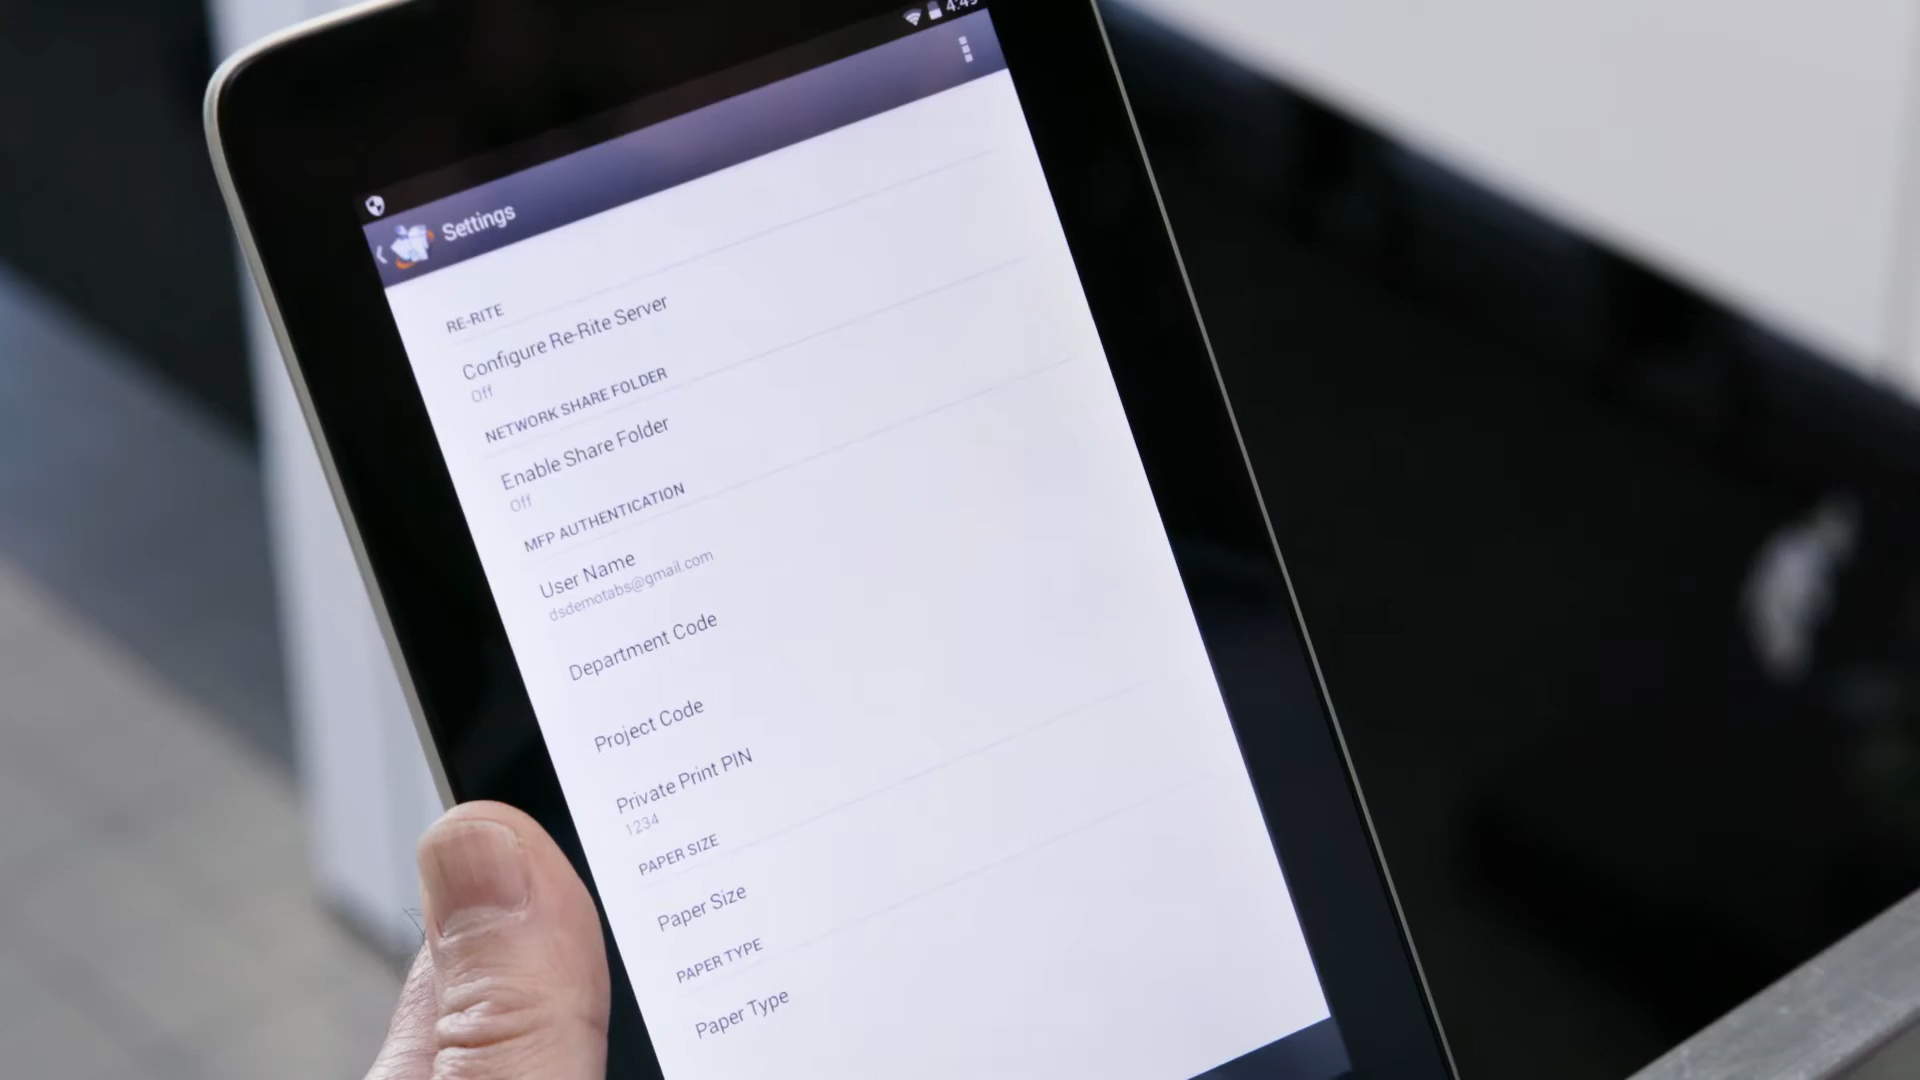 4:49
Settings
RE-RITE
Configure Re-Rite Server
Off
NETWORK SHARE FOLDER
Enable Share Folder
Off
MFP AUTHENTICATION
User Name
dsdemotabs@gmail.com
Department Code
Project Code
Private Print PIN
1234
PAPER SIZE
Paper Size
PAPER TYPE
Paper Type